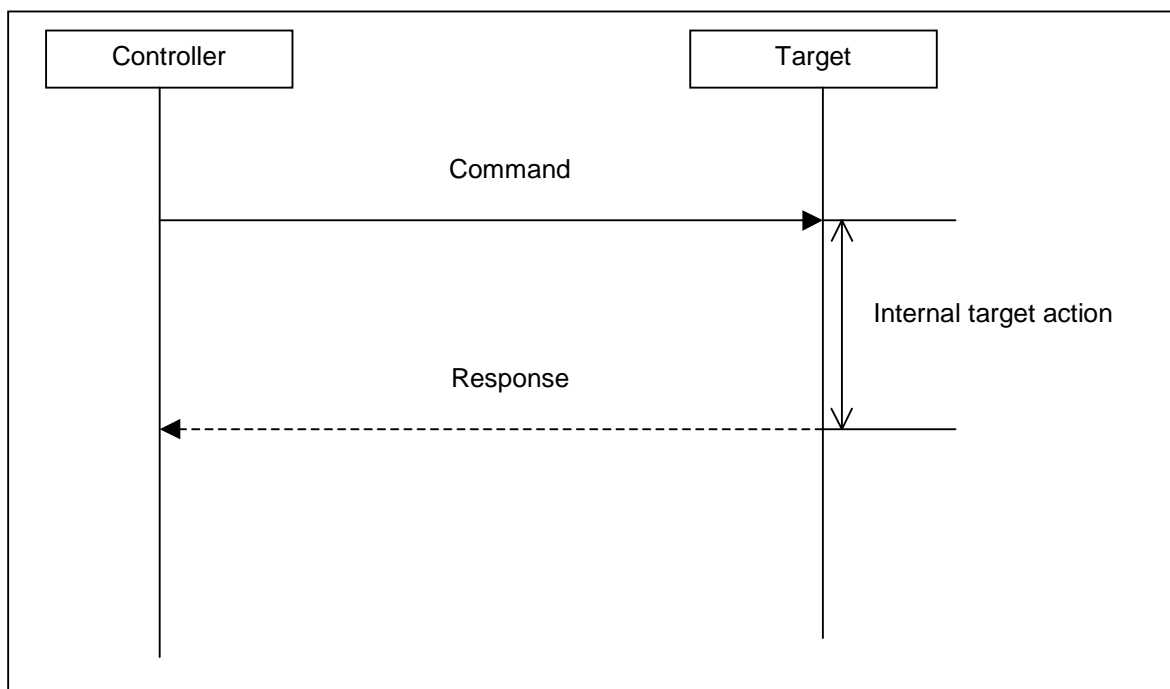 Controller
Target
Command
Internal target action
Response